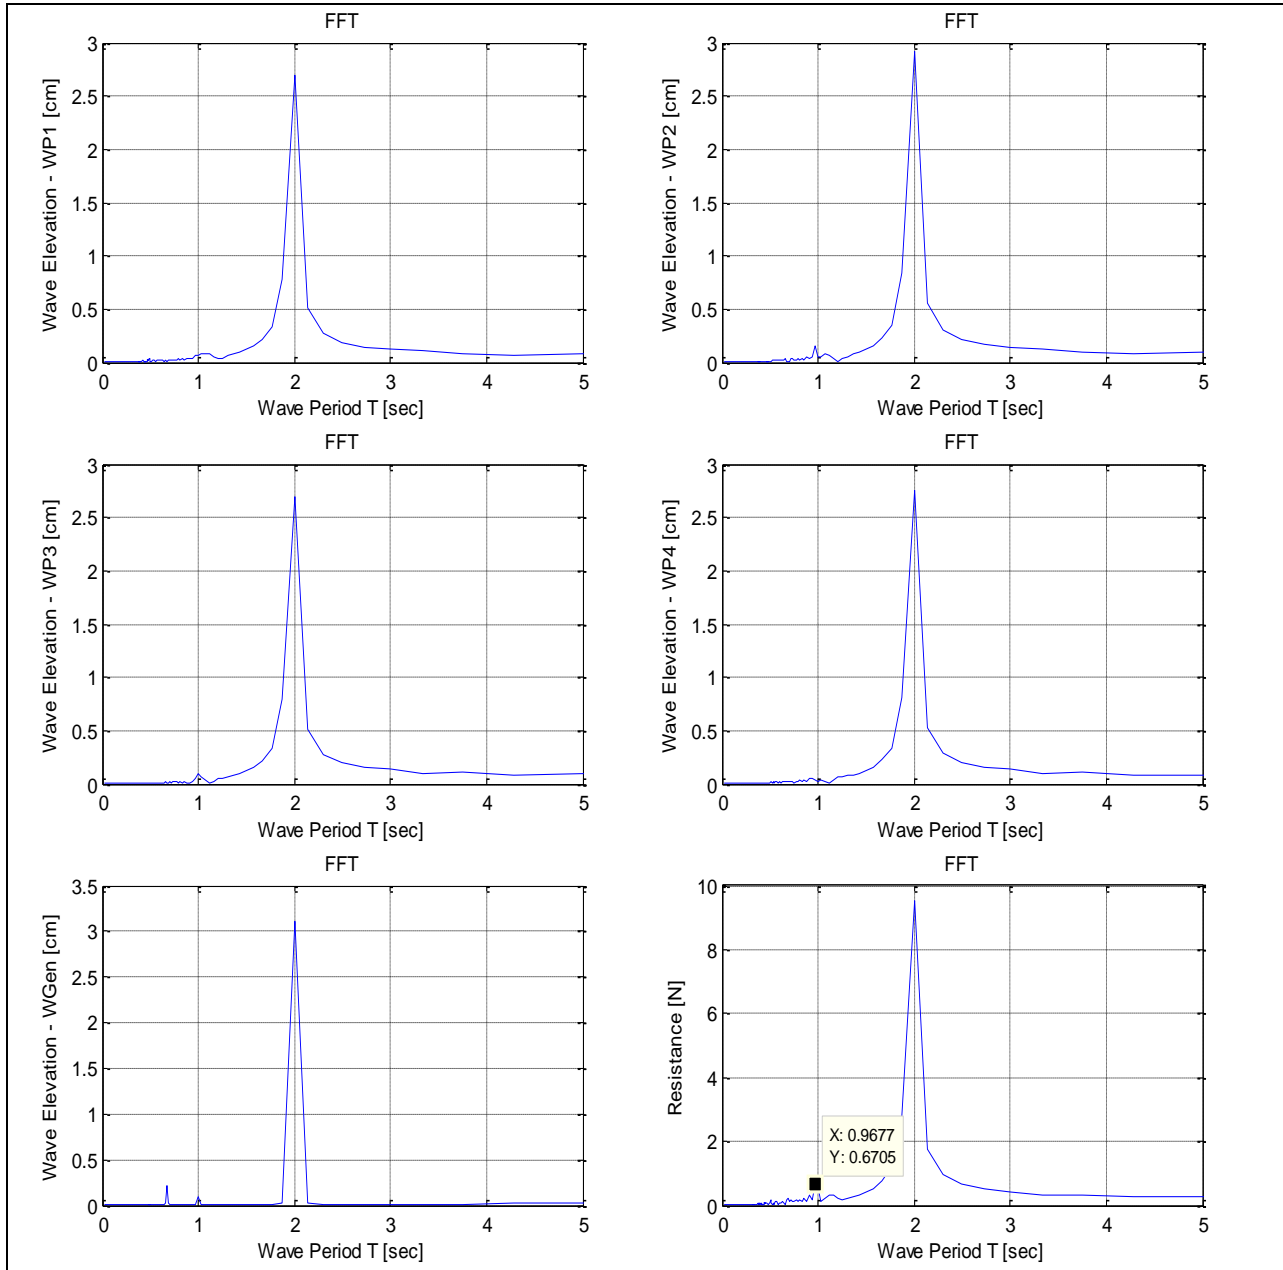 FFT
Wave Elevation - WP1 [cm]
3
2.5
2
1.5
1
0.5
0
0 1 2 3 4 5
Wave Period T [sec]
FFT
Wave Elevation - WP2 [cm]
3
2.5
2
1.5
1
0.5
0
0 1 2 3 4 5
Wave Period T [sec]
FFT
Wave Elevation - WP3 [cm]
3
2.5
2
1.5
1
0.5
0
0 1 2 3 4 5
Wave Period T [sec]
FFT
Wave Elevation - WP4 [cm]
3
2.5
2
1.5
1
0.5
0
0 1 2 3 4 5
Wave Period T [sec]
FFT
Wave Elevation - WGen [cm]
3.5
3
2.5
2
1.5
1
0.5
0
0 1 2 3 4 5
Wave Period T [sec]
FFT
Resistance [N]
10
8
6
4
2
0
X: 0.9677
Y: 0.6705
0 1 2 3 4 5
Wave Period T [sec]